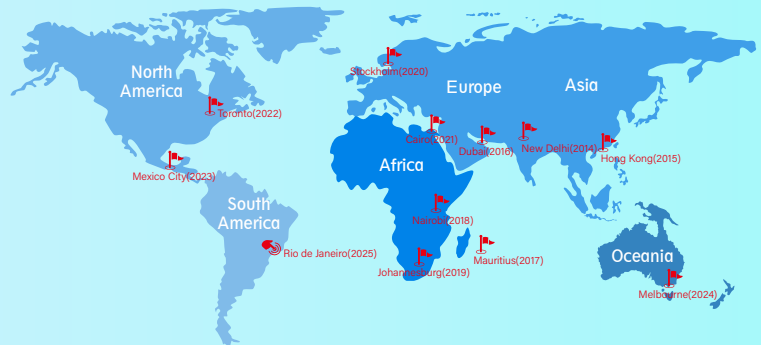 North
America
Stockholm(2020)
Europe
Asia
Toronto(2022)
Cairo(2021)
Dubai(2016)
New Delhi(2014)
Hong Kong(2015)
Africa
Mexico City(2023)
South
America
Nairobi(2018)
Rio de Janeiro(2025)
Mauritius(2017)
Oceania
Johannesburg(2019)
Melbourne(2024)